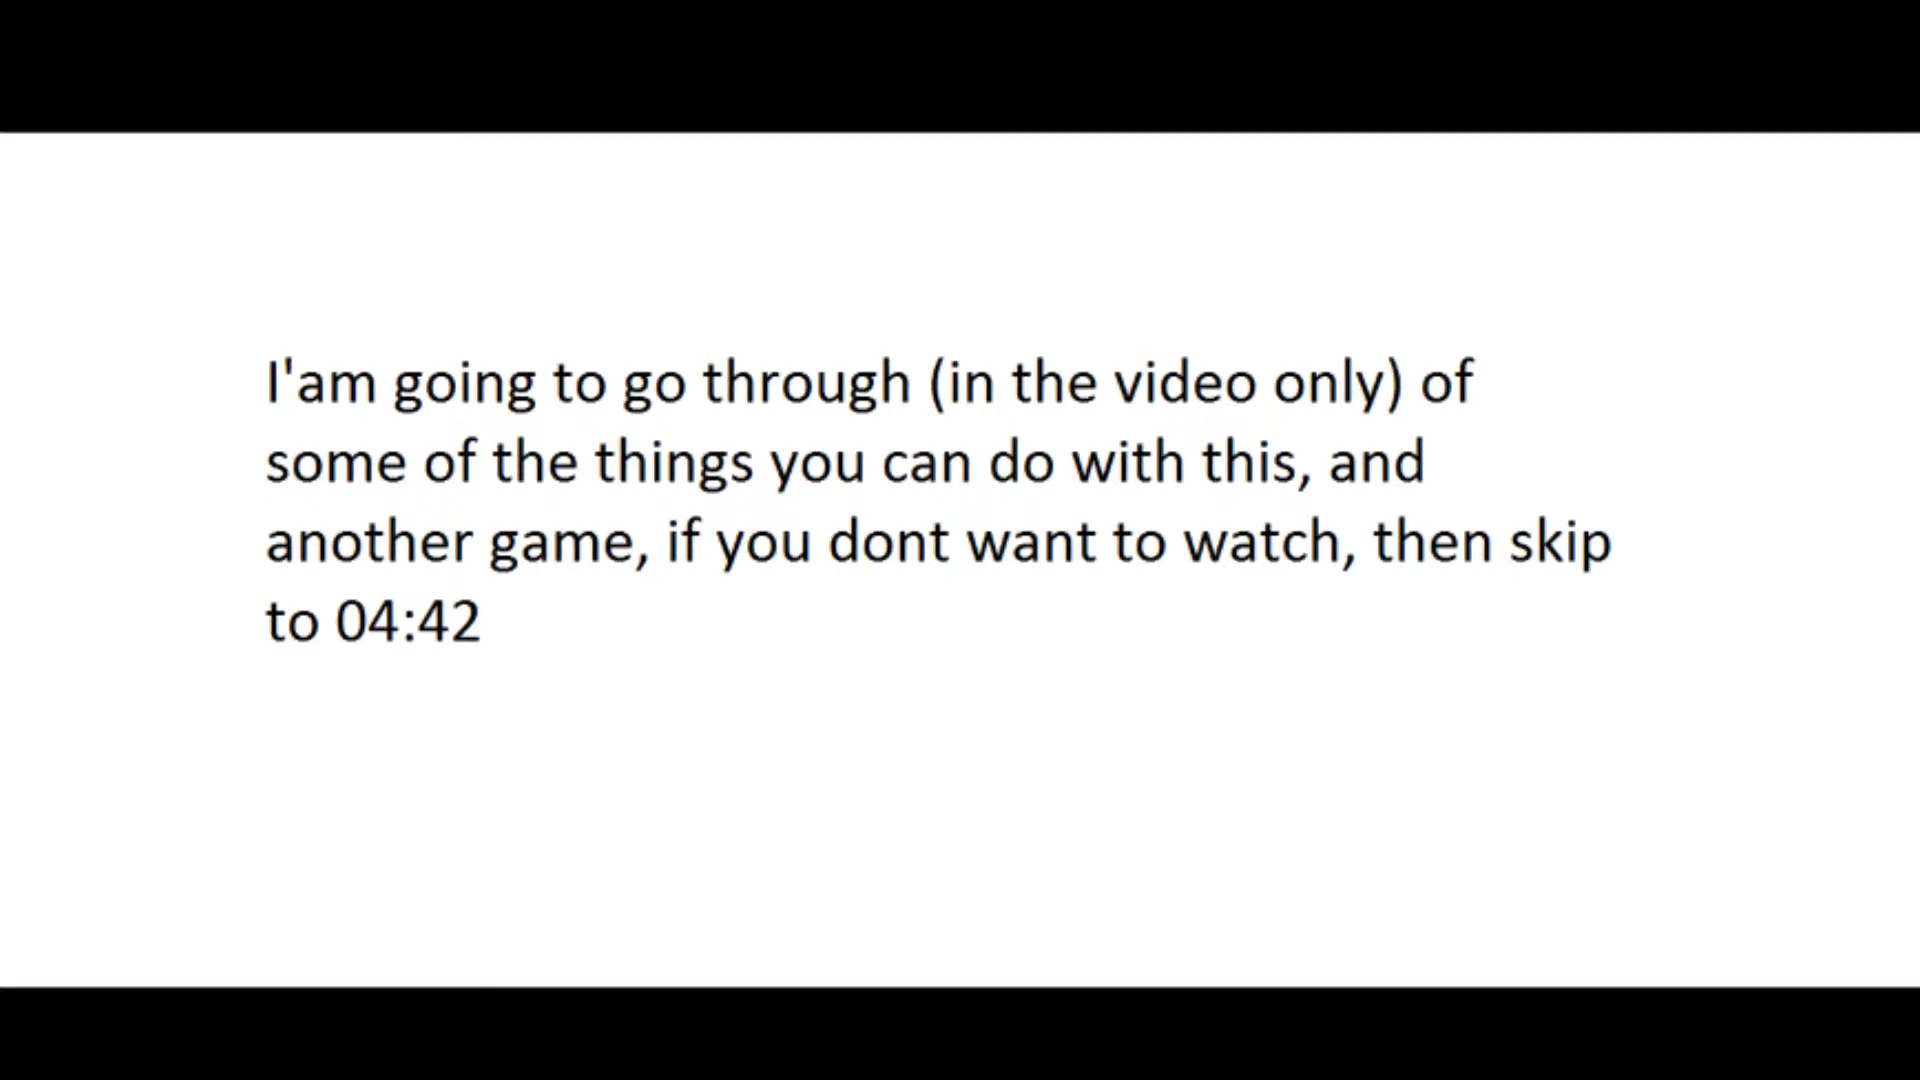 I'am going to go through (in the video only) of
some of the things you can do with this, and
another game, if you dont want to watch, then skip
to 04:42